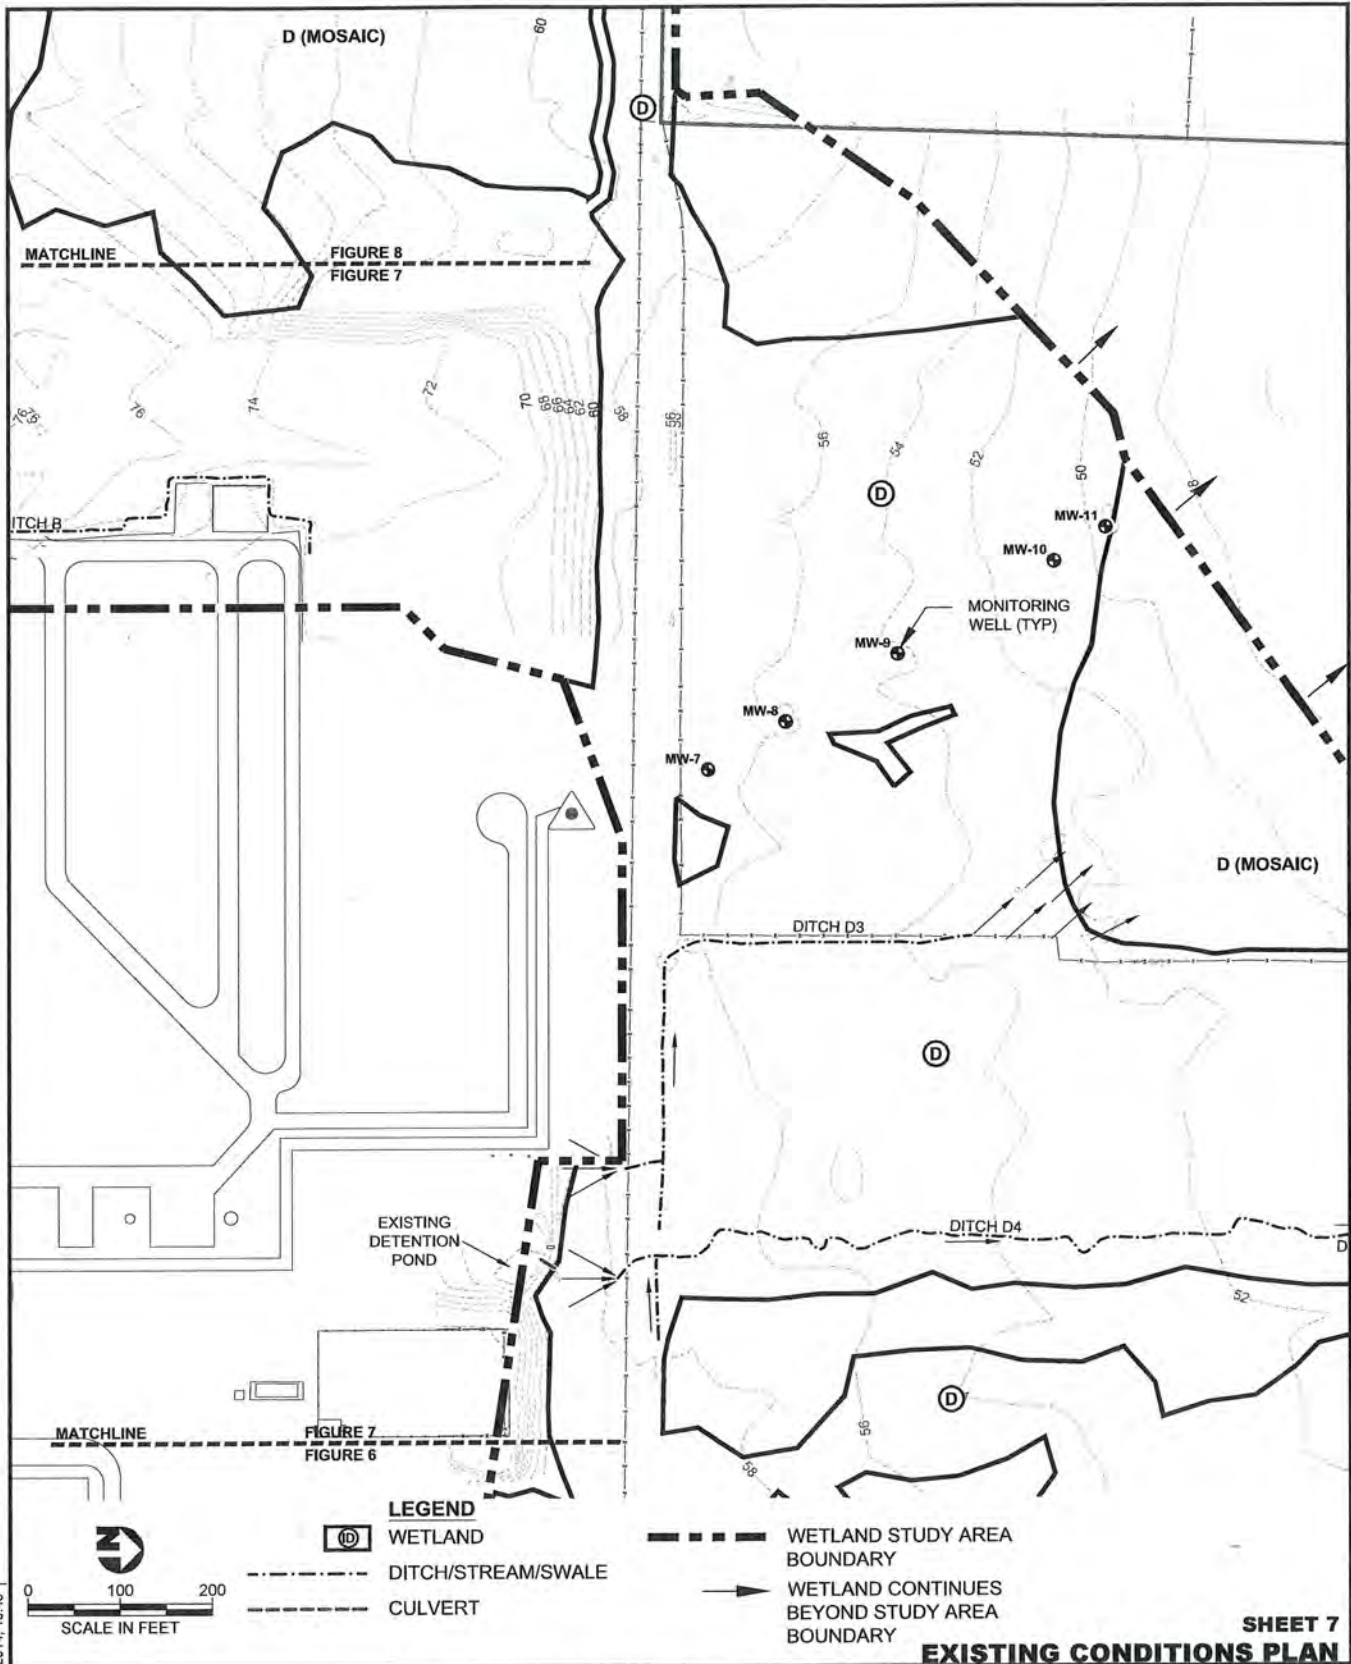 D (MOSAIC)
60
D
MATCHLINE
FIGURE 8
FIGURE 7
76
76
76
74
72
70
68
66
64
62
60
58
56
56
54
52
50
D
ITCH B
MW-11
MW-10
MONITORING
WELL (TYP)
MW-9
MW-8
MW-7
D (MOSAIC)
DITCH D3
D
EXISTING
DETENTION
POND
DITCH D4
D
52
D
56
58
MATCHLINE
FIGURE 7
FIGURE 6
LEGEND
ID WETLAND
DITCH/STREAM/SWALE
CULVERT
WETLAND STUDY AREA
BOUNDARY
WETLAND CONTINUES
BEYOND STUDY AREA
BOUNDARY
N
0 100 200
SCALE IN FEET
SHEET 7
EXISTING CONDITIONS PLAN